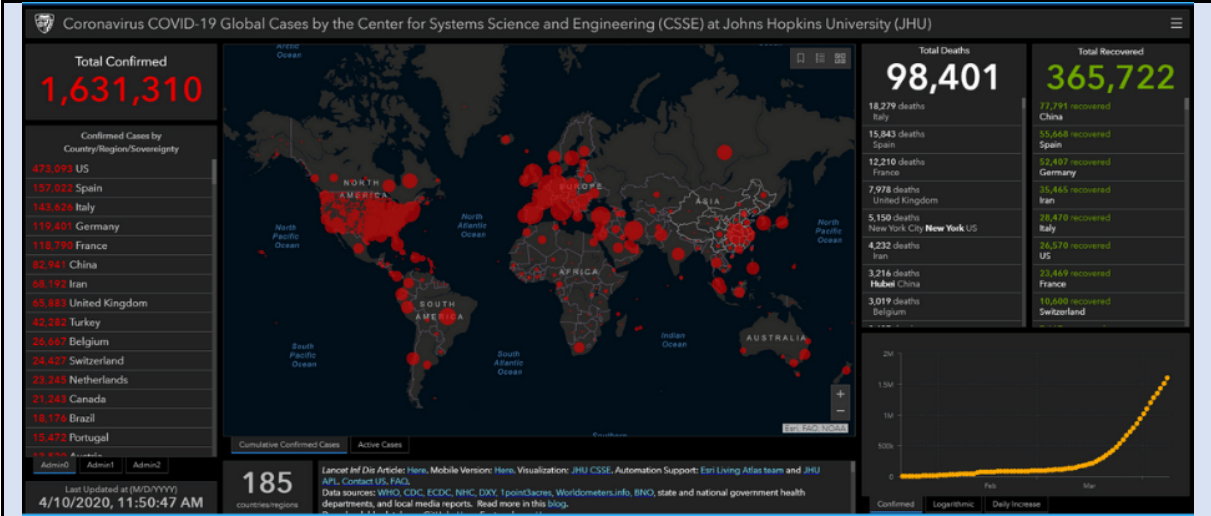 Coronavirus COVID-19 Global Cases by the Center for Systems Science and Engineering (CSSE) at Johns Hopkins University (JHU)
Total Confirmed
1,631,310
Confirmed Cases by
Country/Region/Sovereignty
473,093 US
157,022 Spain
143,626 Italy
119,401 Germany
118,790 France
82,941 China
68,192 Iran
65,883 United Kingdom
42,282 Turkey
26,667 Belgium
24,427 Switzerland
23,245 Netherlands
21,243 Canada
18,176 Brazil
15,472 Portugal
Admin0 Admin1 Admin2
Last Updated at (M/D/YYYY)
4/10/2020, 11:50:47 AM
Arctic
Ocean
NORTH
AMERICA
EUROPE
ASIA
North
Pacific
Ocean
North
Atlantic
Ocean
North
Pacific
Ocean
AFRICA
SOUTH
AMERICA
Indian
Ocean
AUSTRALIA
South
Pacific
Ocean
South
Atlantic
Ocean
+
−
Esri, FAO, NOAA
Cumulative Confirmed Cases Active Cases
185
countries/regions
Lancet Inf Dis Article: Here. Mobile Version: Here. Visualization: JHU CSSE. Automation Support: Esri Living Atlas team and JHU
API. Contact US. FAQ.
Data sources: WHO, CDC, ECDC, NHC, DXY, 1point3acres, Worldometers.info, BNO, state and national government health
departments, and local media reports. Read more in this blog.
Total Deaths
98,401
18,279 deaths
Italy
15,843 deaths
Spain
12,210 deaths
France
7,978 deaths
United Kingdom
5,150 deaths
New York City New York US
4,232 deaths
Iran
3,216 deaths
Hubei China
3,019 deaths
Belgium
Total Recovered
365,722
77,791 recovered
China
55,668 recovered
Spain
52,407 recovered
Germany
35,465 recovered
Iran
28,470 recovered
Italy
26,570 recovered
US
23,469 recovered
France
10,600 recovered
Switzerland
2M
1.5M
1M
500k
0
Feb Mar
Confirmed Logarithmic Daily Increase